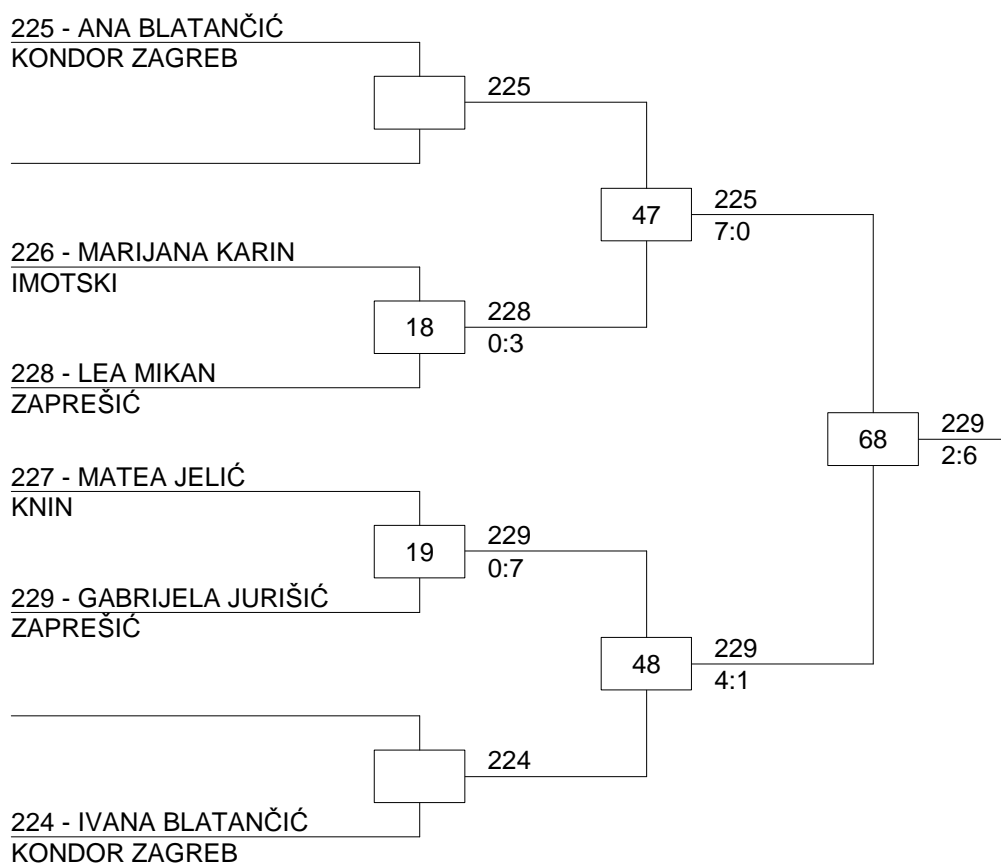 225 - ANA BLATANČIĆ
KONDOR ZAGREB
225
47
225
7:0
226 - MARIJANA KARIN
IMOTSKI
18
228
0:3
228 - LEA MIKAN
ZAPREŠIĆ
68
229
2:6
227 - MATEA JELIĆ
KNIN
19
229
0:7
229 - GABRIJELA JURIŠIĆ
ZAPREŠIĆ
48
229
4:1
224
224 - IVANA BLATANČIĆ
KONDOR ZAGREB